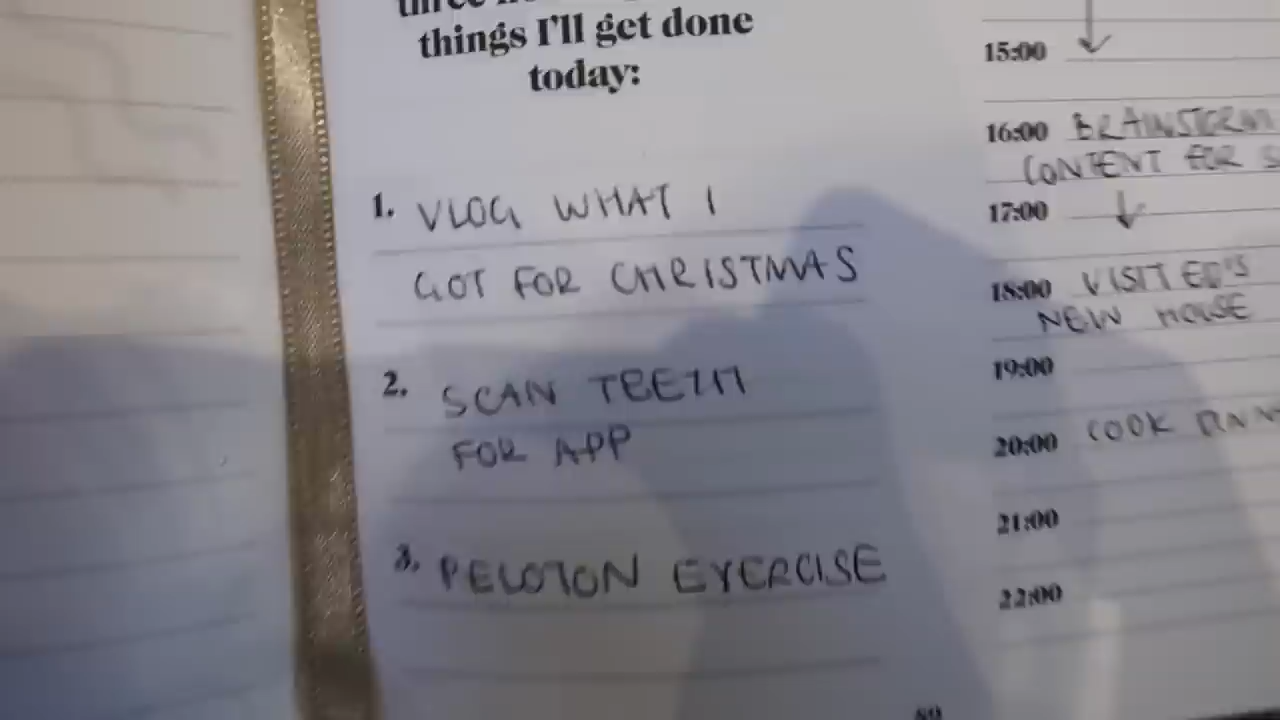 things I'll get done
today:
1. VLOG WHAT I
GOT FOR CHRISTMAS
2. SCAN TEETH
FOR APP
3. PELOTON EXERCISE
15:00
16:00 BRAINSTORM
CONTENT FOR
17:00
18:00 VISIT ED'S
NEW HOUSE
19:00
20:00 COOK
21:00
22:00